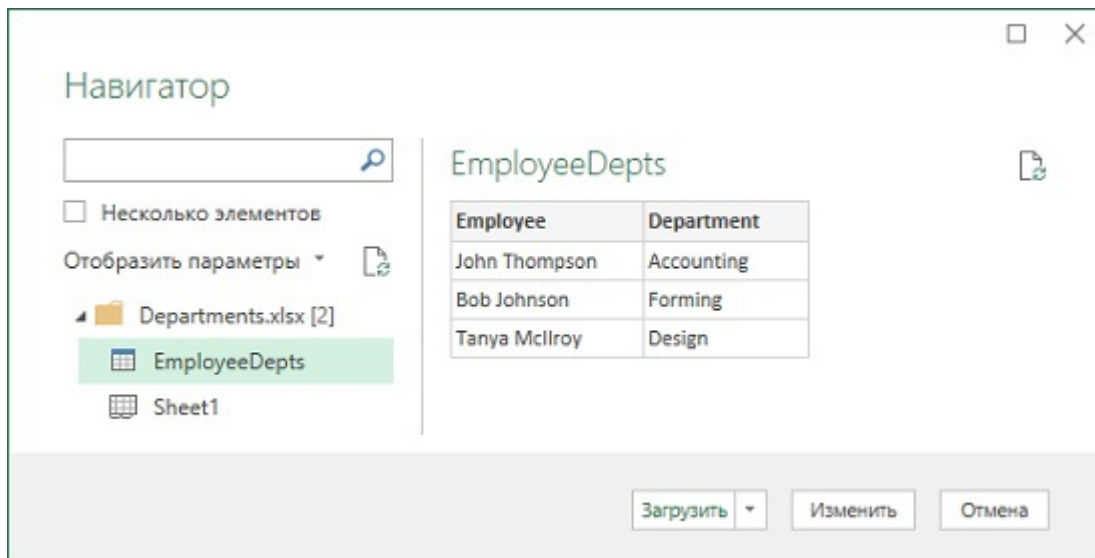 Навигатор
Несколько элементов
Отобразить параметры
Departments.xlsx [2]
EmployeeDepts
Sheet1
EmployeeDepts
Employee Department
John Thompson Accounting
Bob Johnson Forming
Tanya McIlroy Design
Загрузить Изменить Отмена